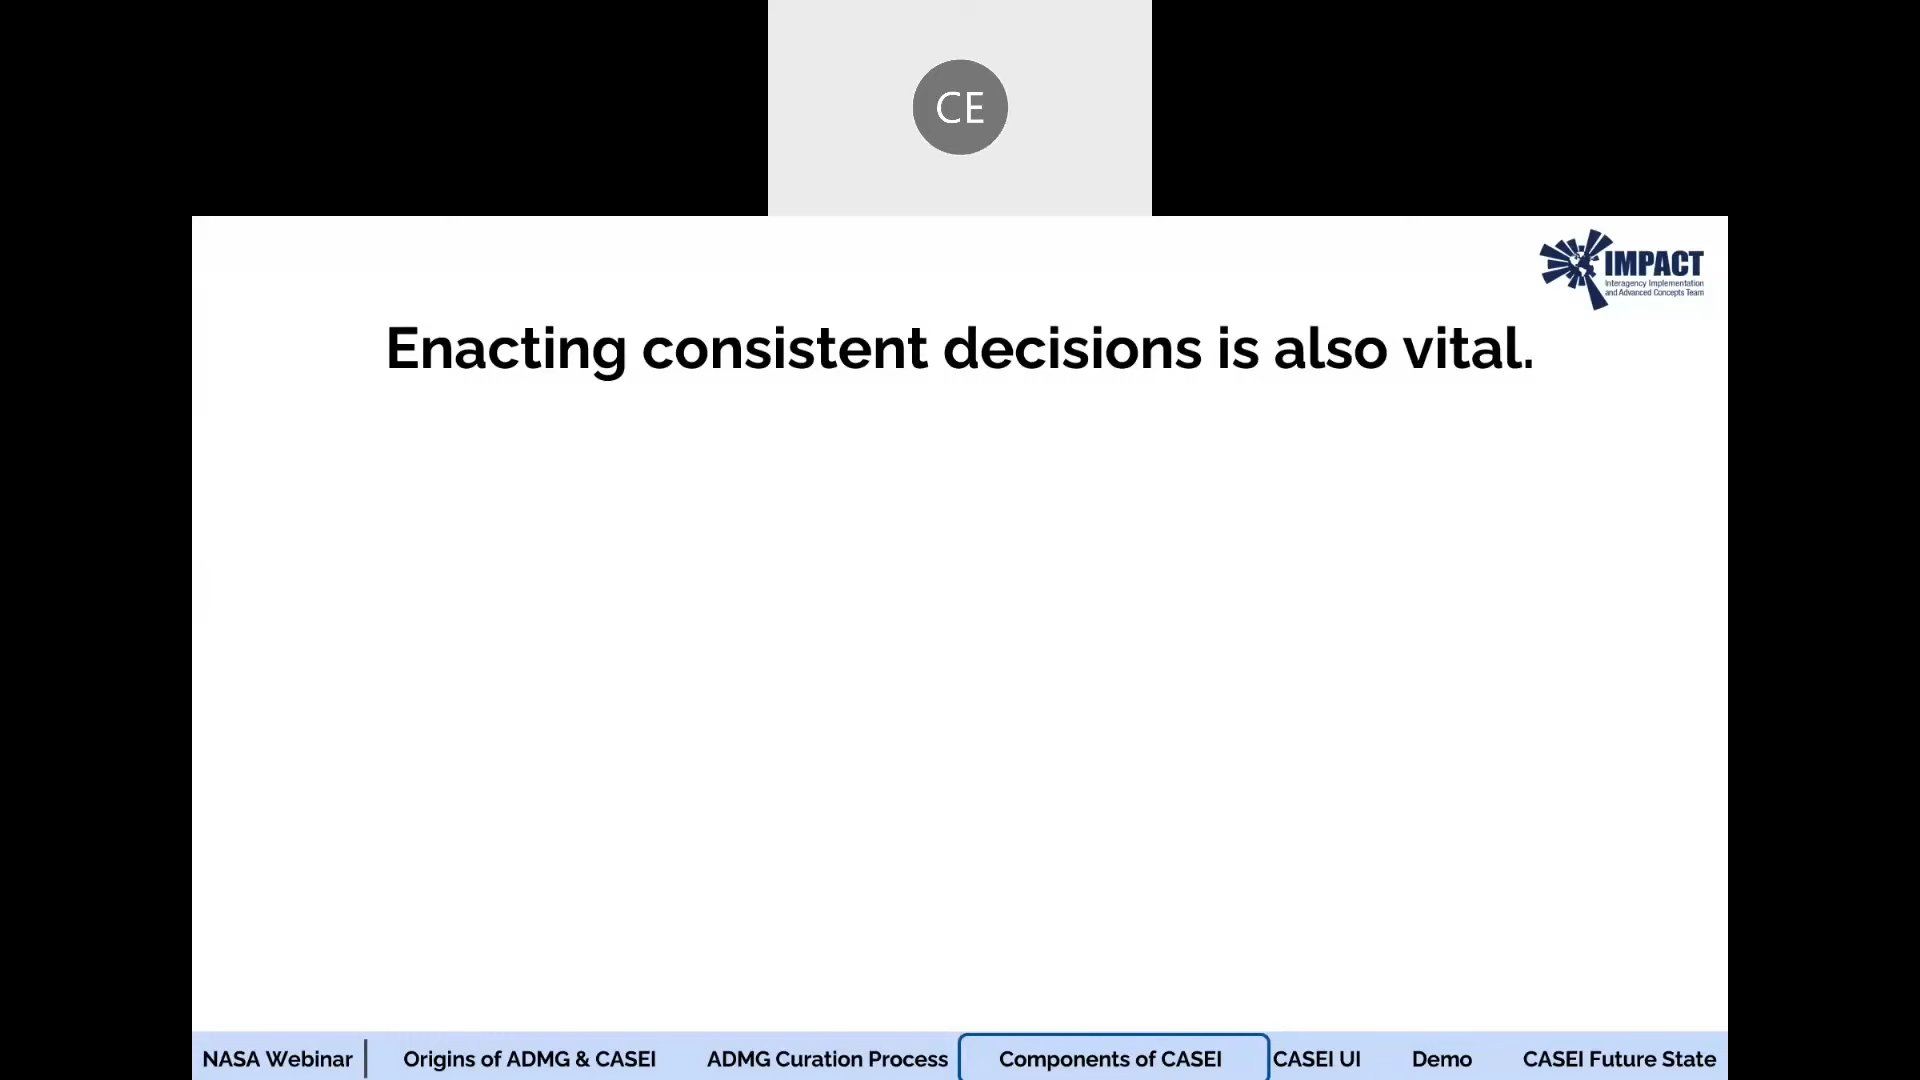 CE
IMPACT
Interagency Implementation
and Advanced Concepts Team
Enacting consistent decisions is also vital.
NASA Webinar
Origins of ADMG & CASEI
ADMG Curation Process
Components of CASEI
CASEI UI
Demo
CASEI Future State